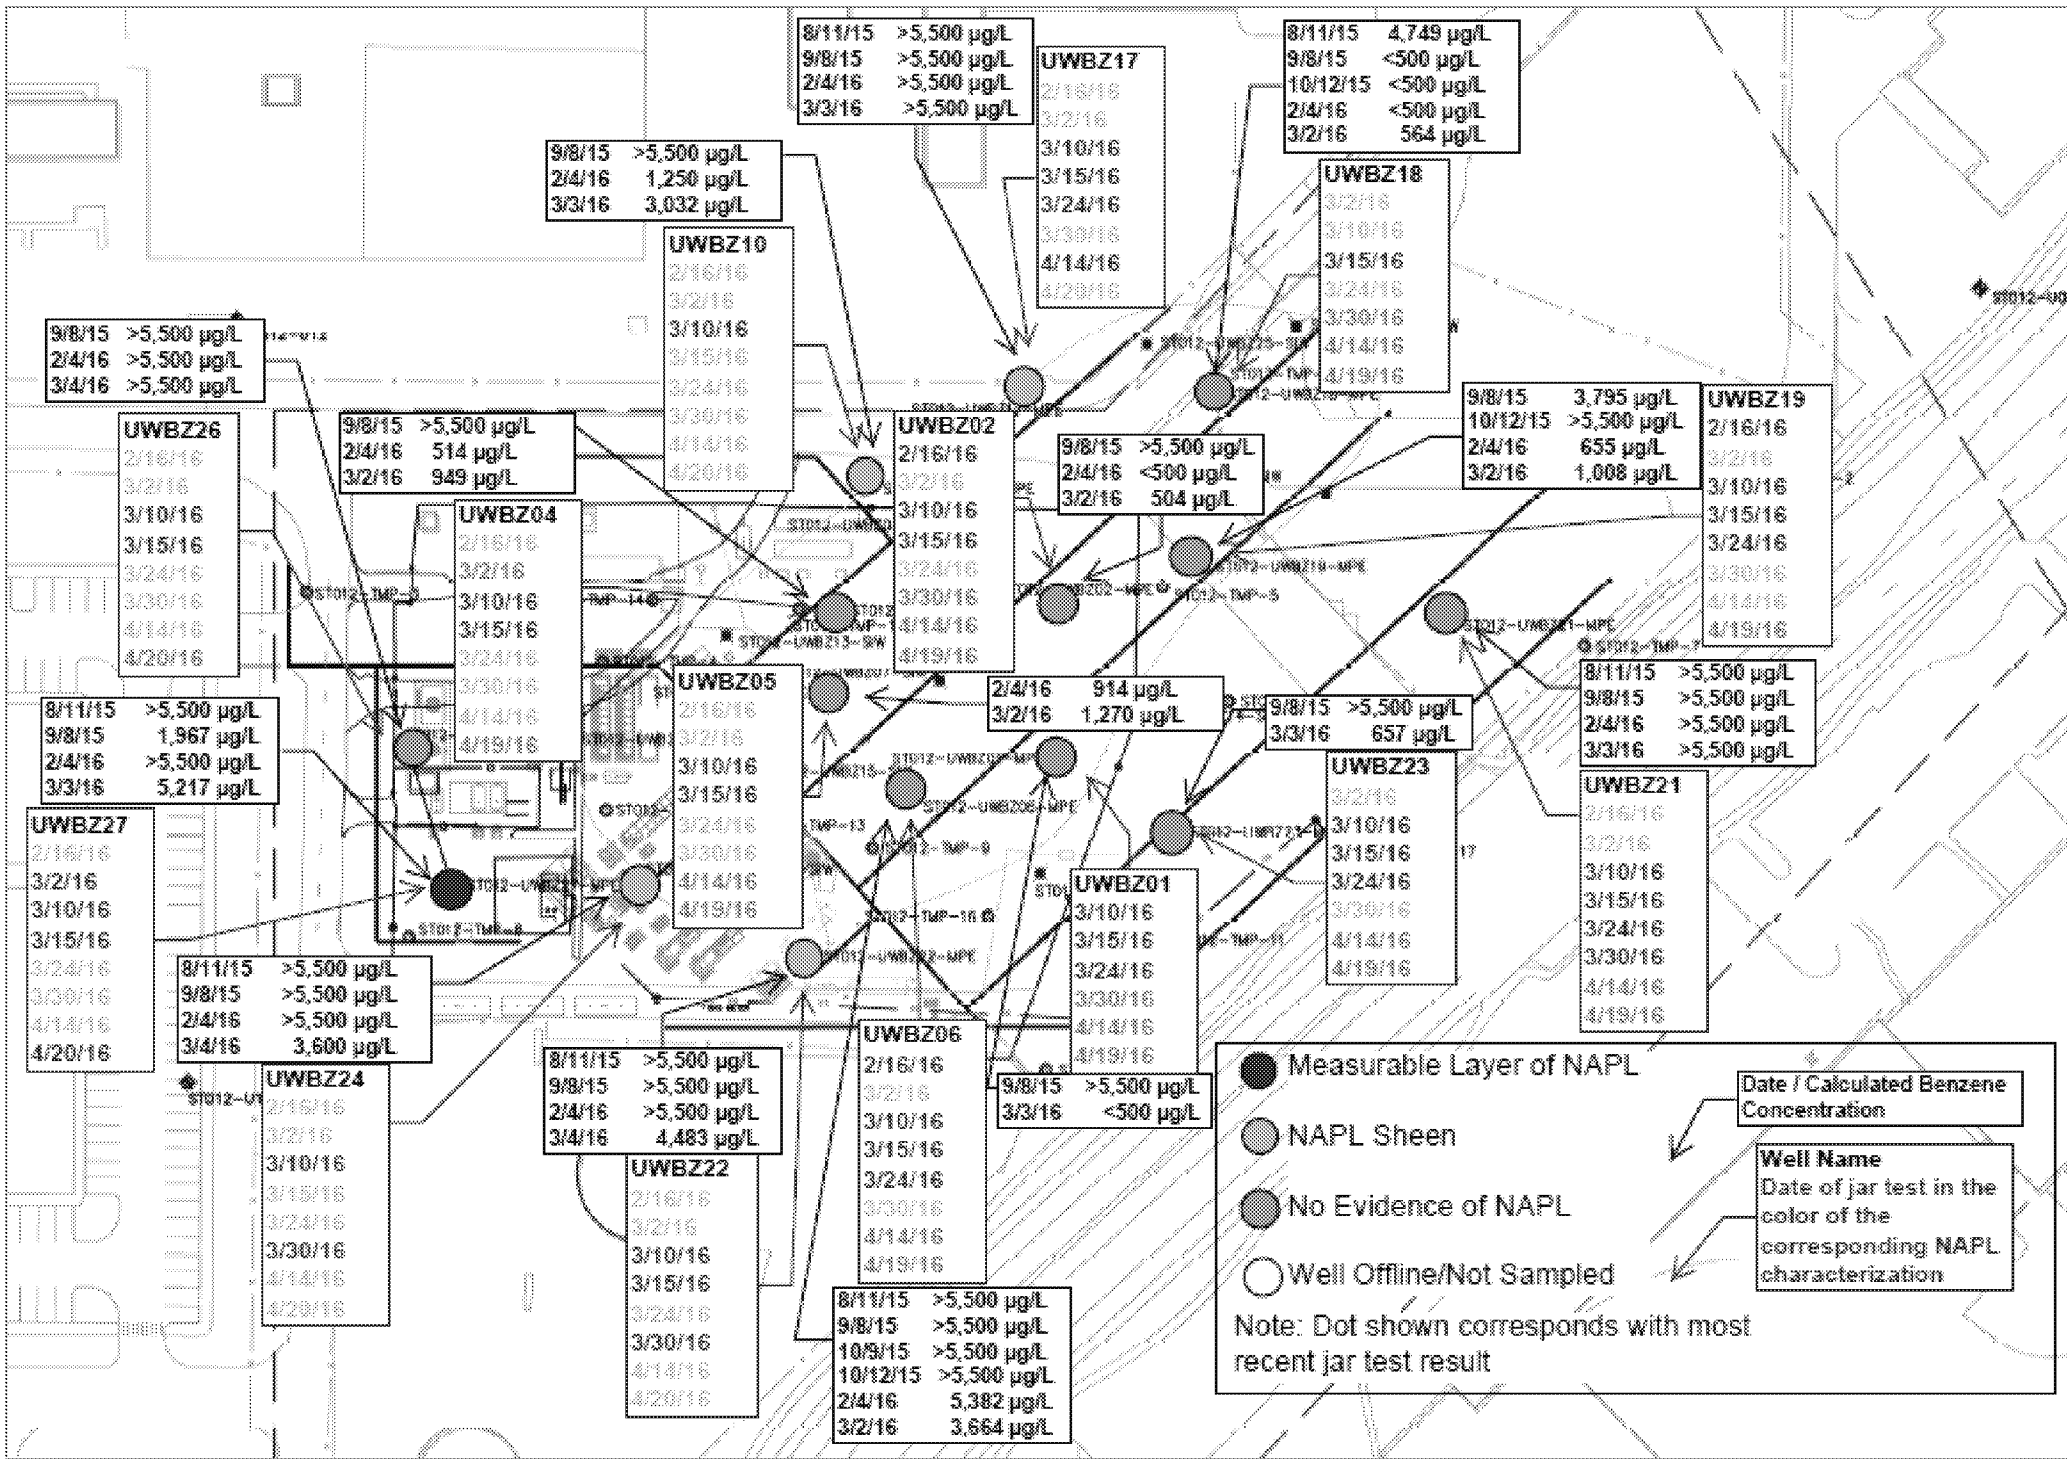 8/11/15 >5,500 µg/L
9/8/15 >5,500 µg/L
2/4/16 >5,500 µg/L
3/3/16 >5,500 µg/L
UWBZ17
2/16/16
3/2/16
3/10/16
3/15/16
3/24/16
3/30/16
4/14/16
4/20/16
8/11/15 4,749 µg/L
9/8/15 <500 µg/L
10/12/15 <500 µg/L
2/4/16 <500 µg/L
3/2/16 564 µg/L
UWBZ18
3/2/16
3/10/16
3/15/16
3/24/16
3/30/16
4/14/16
4/19/16
9/8/15 >5,500 µg/L
2/4/16 1,250 µg/L
3/3/16 3,032 µg/L
UWBZ10
2/16/16
3/2/16
3/10/16
3/15/16
3/24/16
3/30/16
4/14/16
4/20/16
9/8/15 >5,500 µg/L
2/4/16 >5,500 µg/L
3/4/16 >5,500 µg/L
UWBZ26
2/16/16
3/2/16
3/10/16
3/15/16
3/24/16
3/30/16
4/14/16
4/20/16
9/8/15 >5,500 µg/L
2/4/16 514 µg/L
3/2/16 949 µg/L
UWBZ04
2/16/16
3/2/16
3/10/16
3/15/16
3/24/16
3/30/16
4/14/16
4/19/16
UWBZ02
2/16/16
3/2/16
3/10/16
3/15/16
3/24/16
3/30/16
4/14/16
4/19/16
9/8/15 >5,500 µg/L
2/4/16 <500 µg/L
3/2/16 504 µg/L
9/8/15 3,795 µg/L
10/12/15 >5,500 µg/L
2/4/16 655 µg/L
3/2/16 1,008 µg/L
UWBZ19
2/16/16
3/2/16
3/10/16
3/15/16
3/24/16
3/30/16
4/14/16
4/19/16
ST012-UWBZ19-MPE
ST012-TMP-5
ST012-UWBZ21-MPE
ST012-TMP-7
ST012-UWBZ13-SIW
8/11/15 >5,500 µg/L
9/8/15 1,967 µg/L
2/4/16 >5,500 µg/L
3/3/16 5,217 µg/L
UWBZ27
2/16/16
3/2/16
3/10/16
3/15/16
3/24/16
3/30/16
4/14/16
4/20/16
UWBZ05
2/16/16
3/2/16
3/10/16
3/15/16
3/24/16
3/30/16
4/14/16
4/19/16
2/4/16 914 µg/L
3/2/16 1,270 µg/L
9/8/15 >5,500 µg/L
3/3/16 657 µg/L
UWBZ23
3/2/16
3/10/16
3/15/16
3/24/16
3/30/16
4/14/16
4/19/16
8/11/15 >5,500 µg/L
9/8/15 >5,500 µg/L
2/4/16 >5,500 µg/L
3/3/16 >5,500 µg/L
UWBZ21
2/16/16
3/2/16
3/10/16
3/15/16
3/24/16
3/30/16
4/14/16
4/19/16
ST012-UWBZ06-MPE
TMP-13
ST012-TMP-9
ST012-TMP-8
ST012-UWBZ22-MPE
UWBZ01
3/10/16
3/15/16
3/24/16
3/30/16
4/14/16
4/19/16
8/11/15 >5,500 µg/L
9/8/15 >5,500 µg/L
2/4/16 >5,500 µg/L
3/4/16 3,600 µg/L
UWBZ24
2/16/16
3/2/16
3/10/16
3/15/16
3/24/16
3/30/16
4/14/16
4/20/16
8/11/15 >5,500 µg/L
9/8/15 >5,500 µg/L
2/4/16 >5,500 µg/L
3/4/16 4,483 µg/L
UWBZ22
2/16/16
3/2/16
3/10/16
3/15/16
3/24/16
3/30/16
4/14/16
4/20/16
UWBZ06
2/16/16
3/2/16
3/10/16
3/15/16
3/24/16
3/30/16
4/14/16
4/19/16
9/8/15 >5,500 µg/L
3/3/16 <500 µg/L
8/11/15 >5,500 µg/L
9/8/15 >5,500 µg/L
10/9/15 >5,500 µg/L
10/12/15 >5,500 µg/L
2/4/16 5,382 µg/L
3/2/16 3,664 µg/L
Measurable Layer of NAPL
NAPL Sheen
No Evidence of NAPL
Well Offline/Not Sampled
Note: Dot shown corresponds with most
recent jar test result
Date / Calculated Benzene
Concentration
Well Name
Date of jar test in the
color of the
corresponding NAPL
characterization